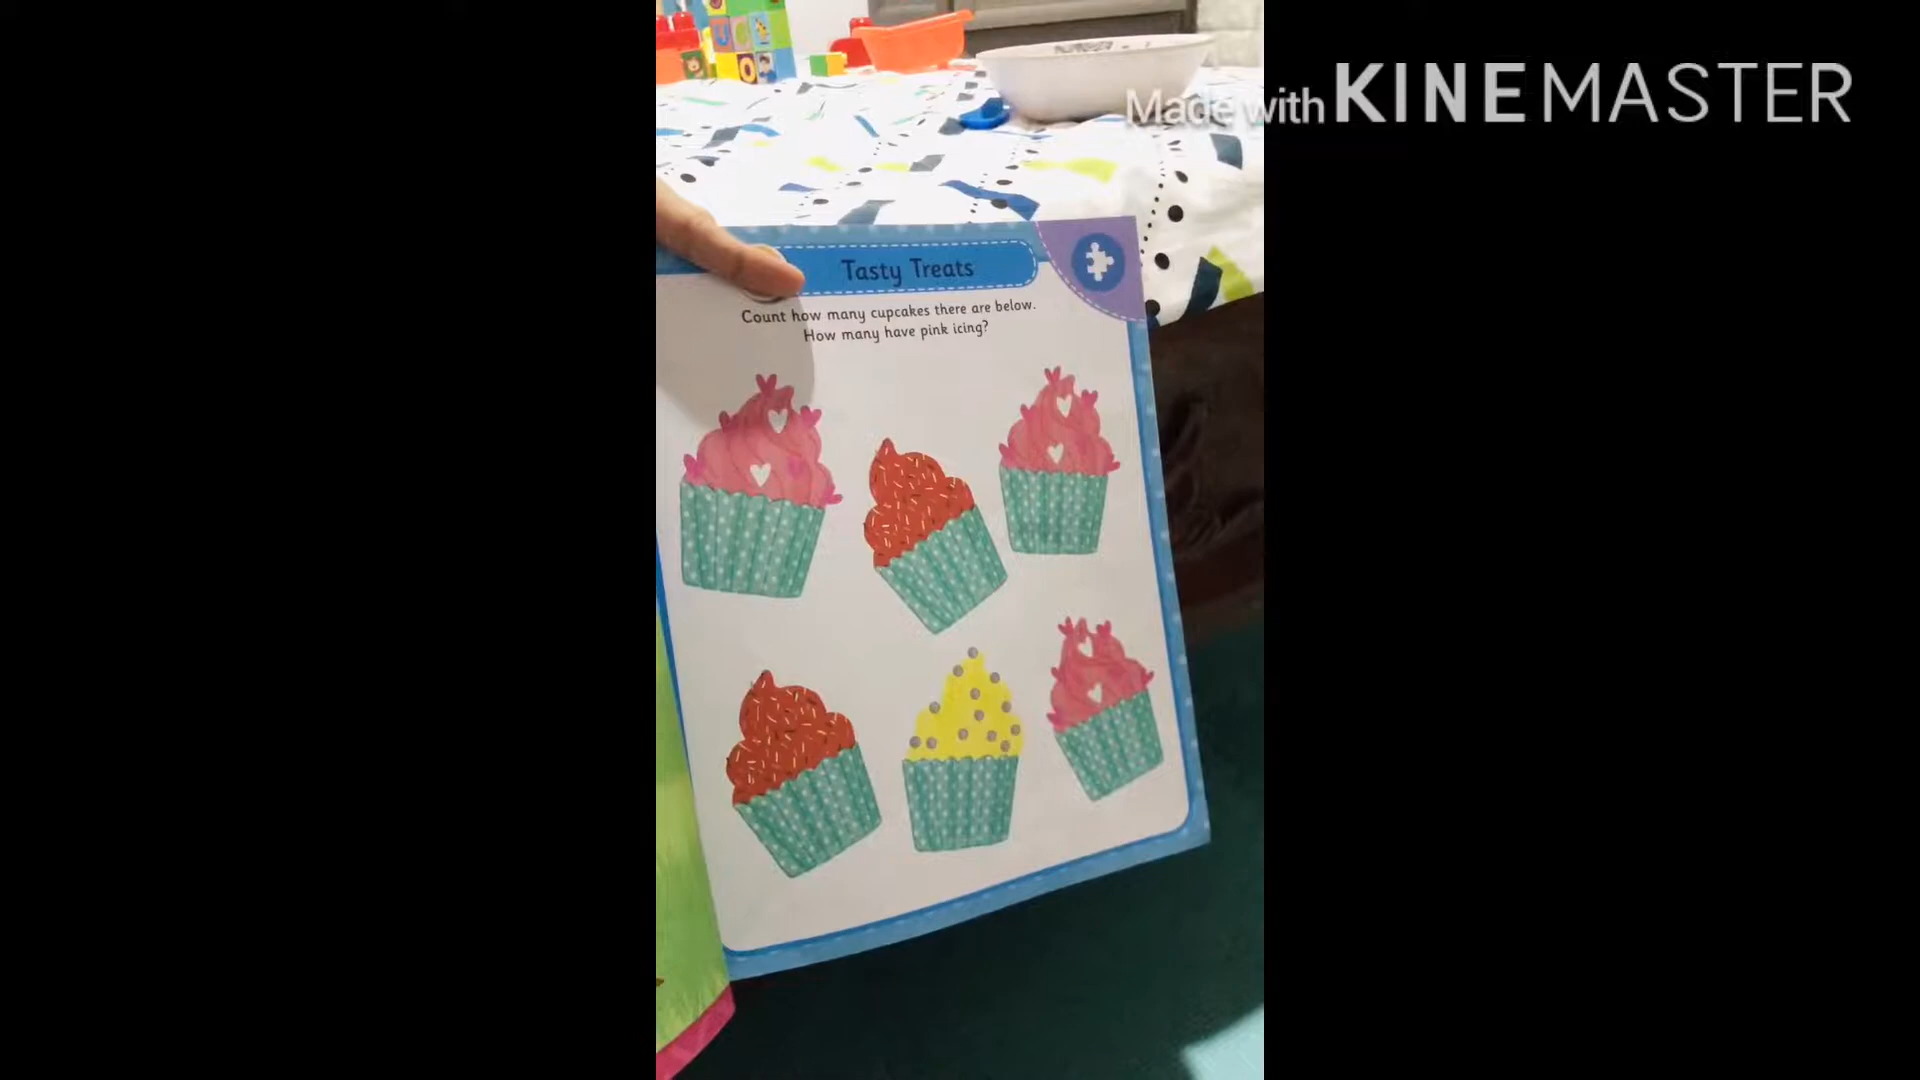 Made with KINEMASTER
Tasty Treats
Count how many cupcakes there are below.
How many have pink icing?